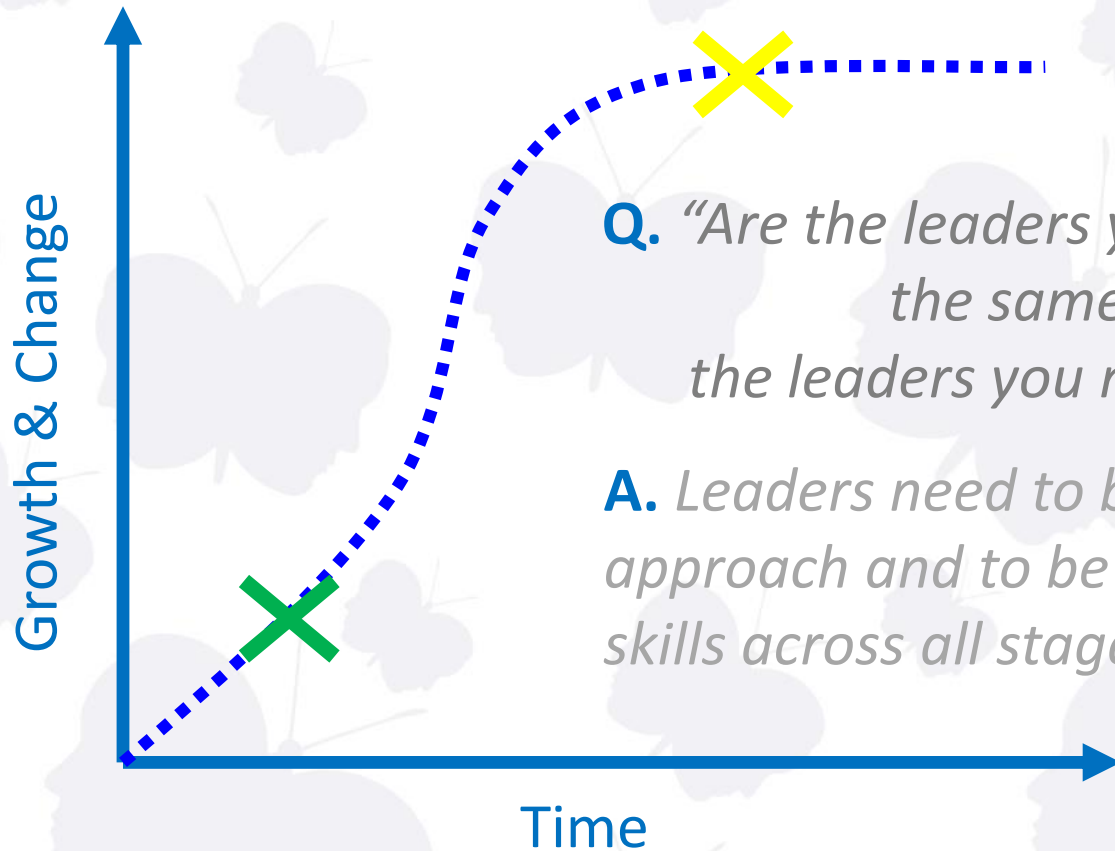 Growth & Change
Q. “Are the leaders
the same
the leaders you
A. Leaders need to
approach and to be
skills across all
Time